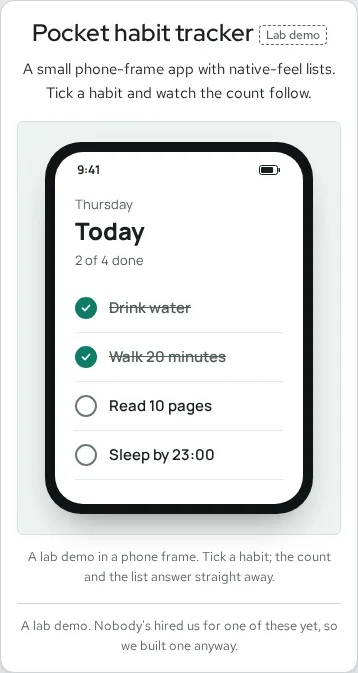 Pocket habit tracker Lab demo
A small phone-frame app with native-feel lists.
Tick a habit and watch the count follow.
9:41
Thursday
Today
2 of 4 done
Drink water
Walk 20 minutes
Read 10 pages
Sleep by 23:00
A lab demo in a phone frame. Tick a habit; the count
and the list answer straight away.
A lab demo. Nobody's hired us for one of these yet, so
we built one anyway.